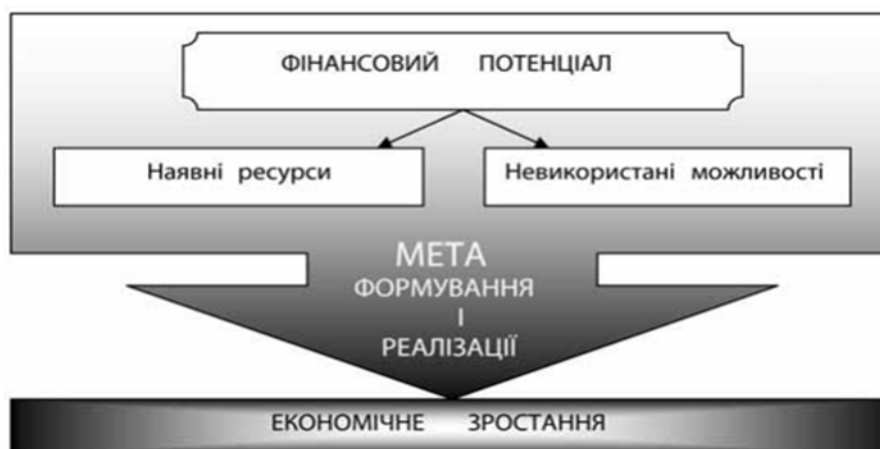 ФІНАНСОВИЙ ПОТЕНЦІАЛ
Наявні ресурси
Невикористані можливості
МЕТА
ФОРМУВАННЯ
І
РЕАЛІЗАЦІЇ
ЕКОНОМІЧНЕ ЗРОСТАННЯ